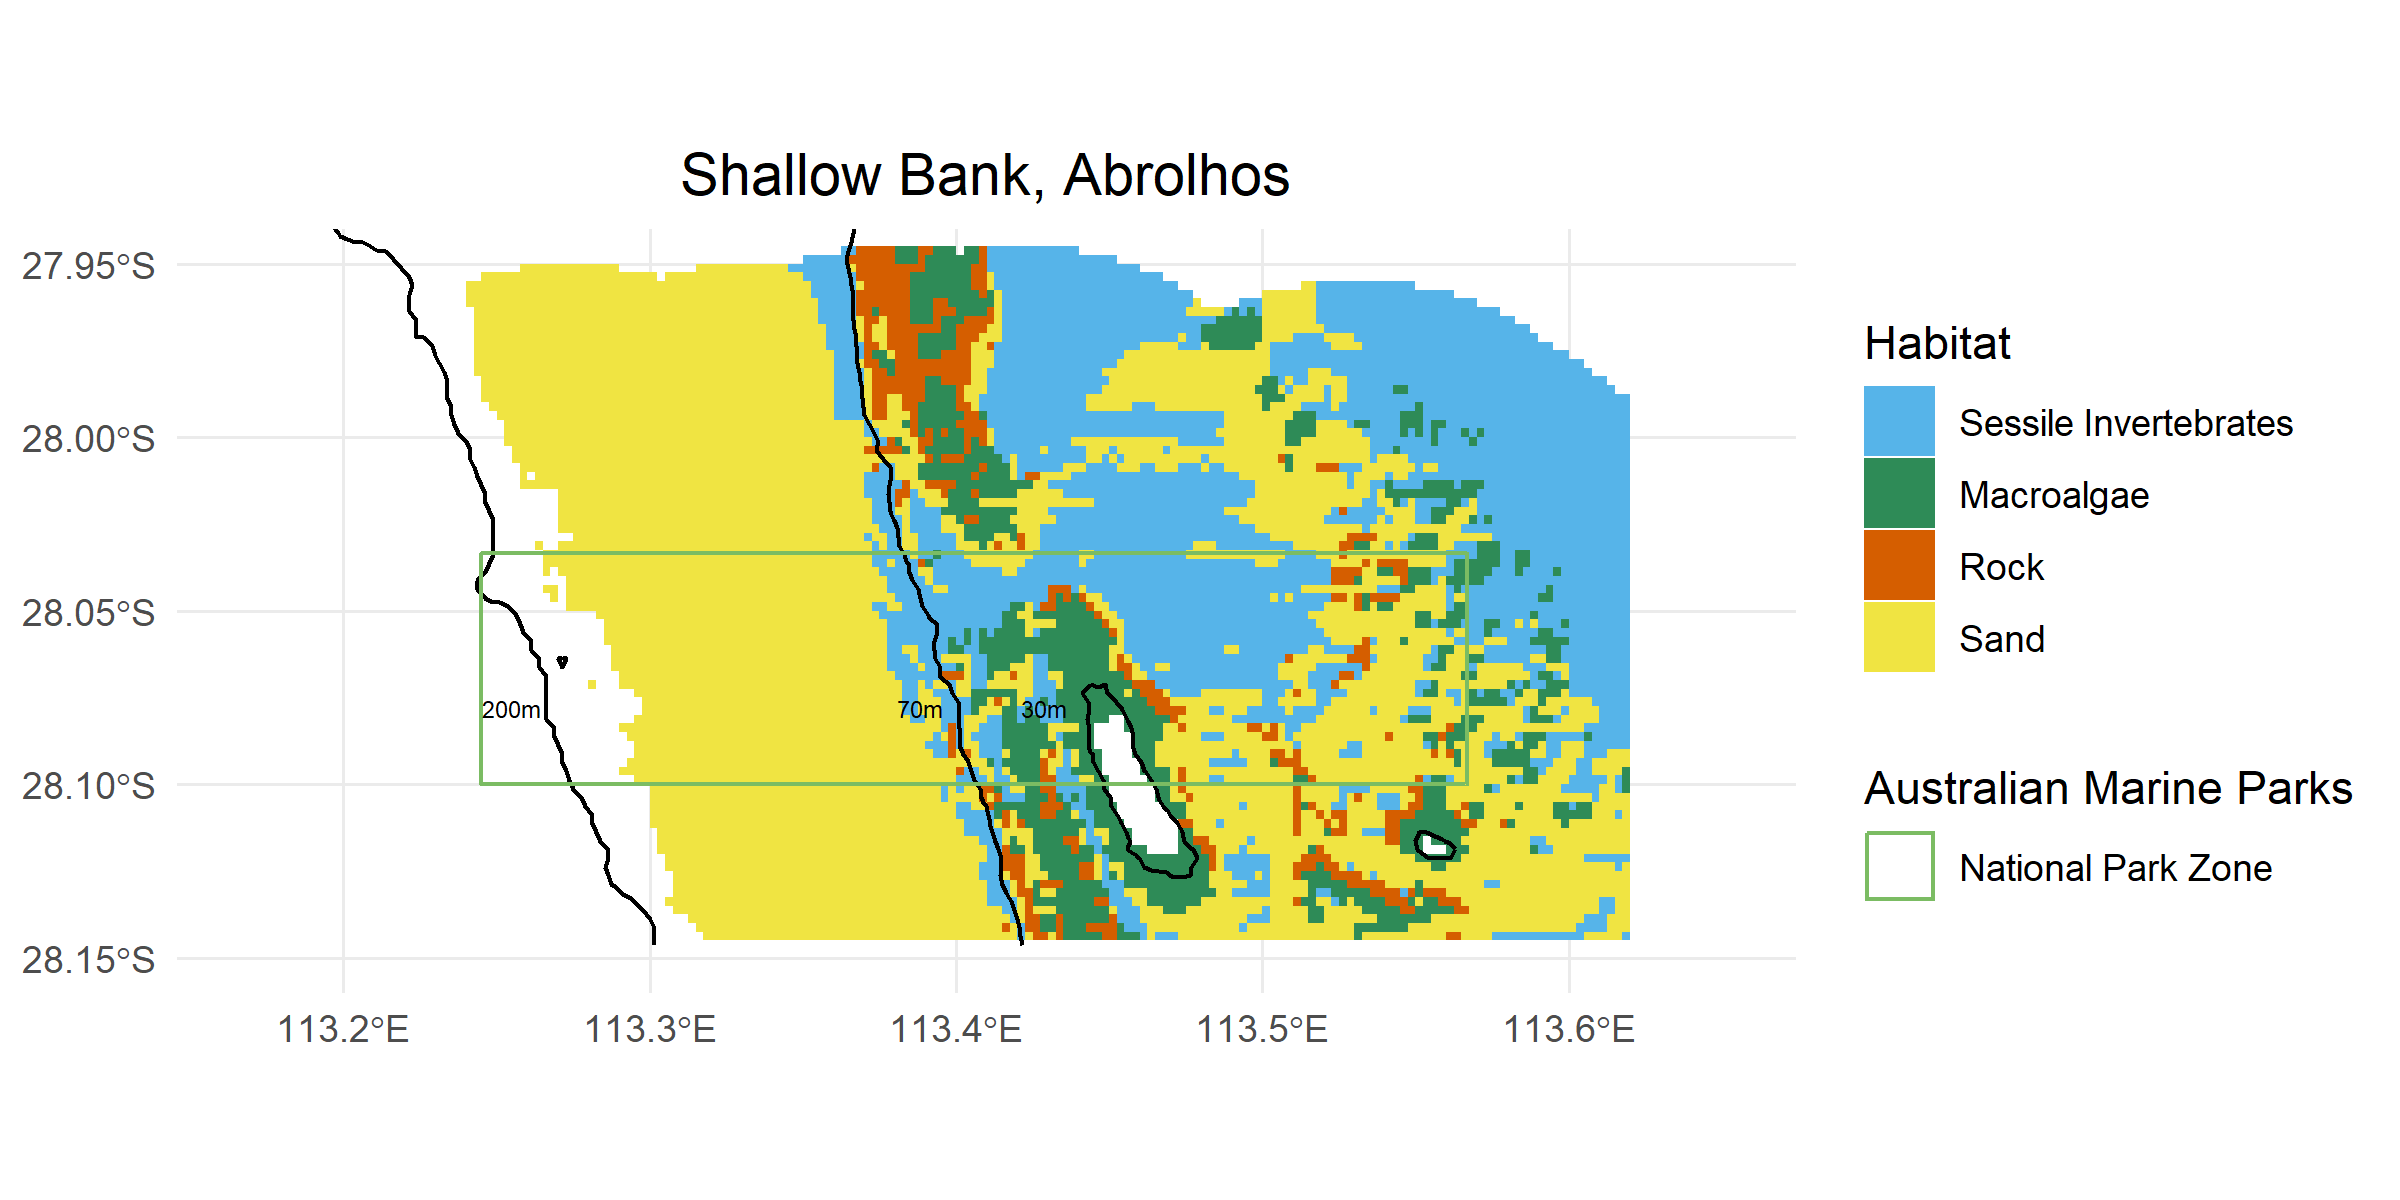 Shallow Bank, Abrolhos
27.95°S
28.00°S
28.05°S
28.10°S
28.15°S
200m
70m
30m
113.2°E
113.3°E
113.4°E
113.5°E
113.6°E
Habitat
Sessile Invertebrates
Macroalgae
Rock
Sand
Australian Marine Parks
National Park Zone